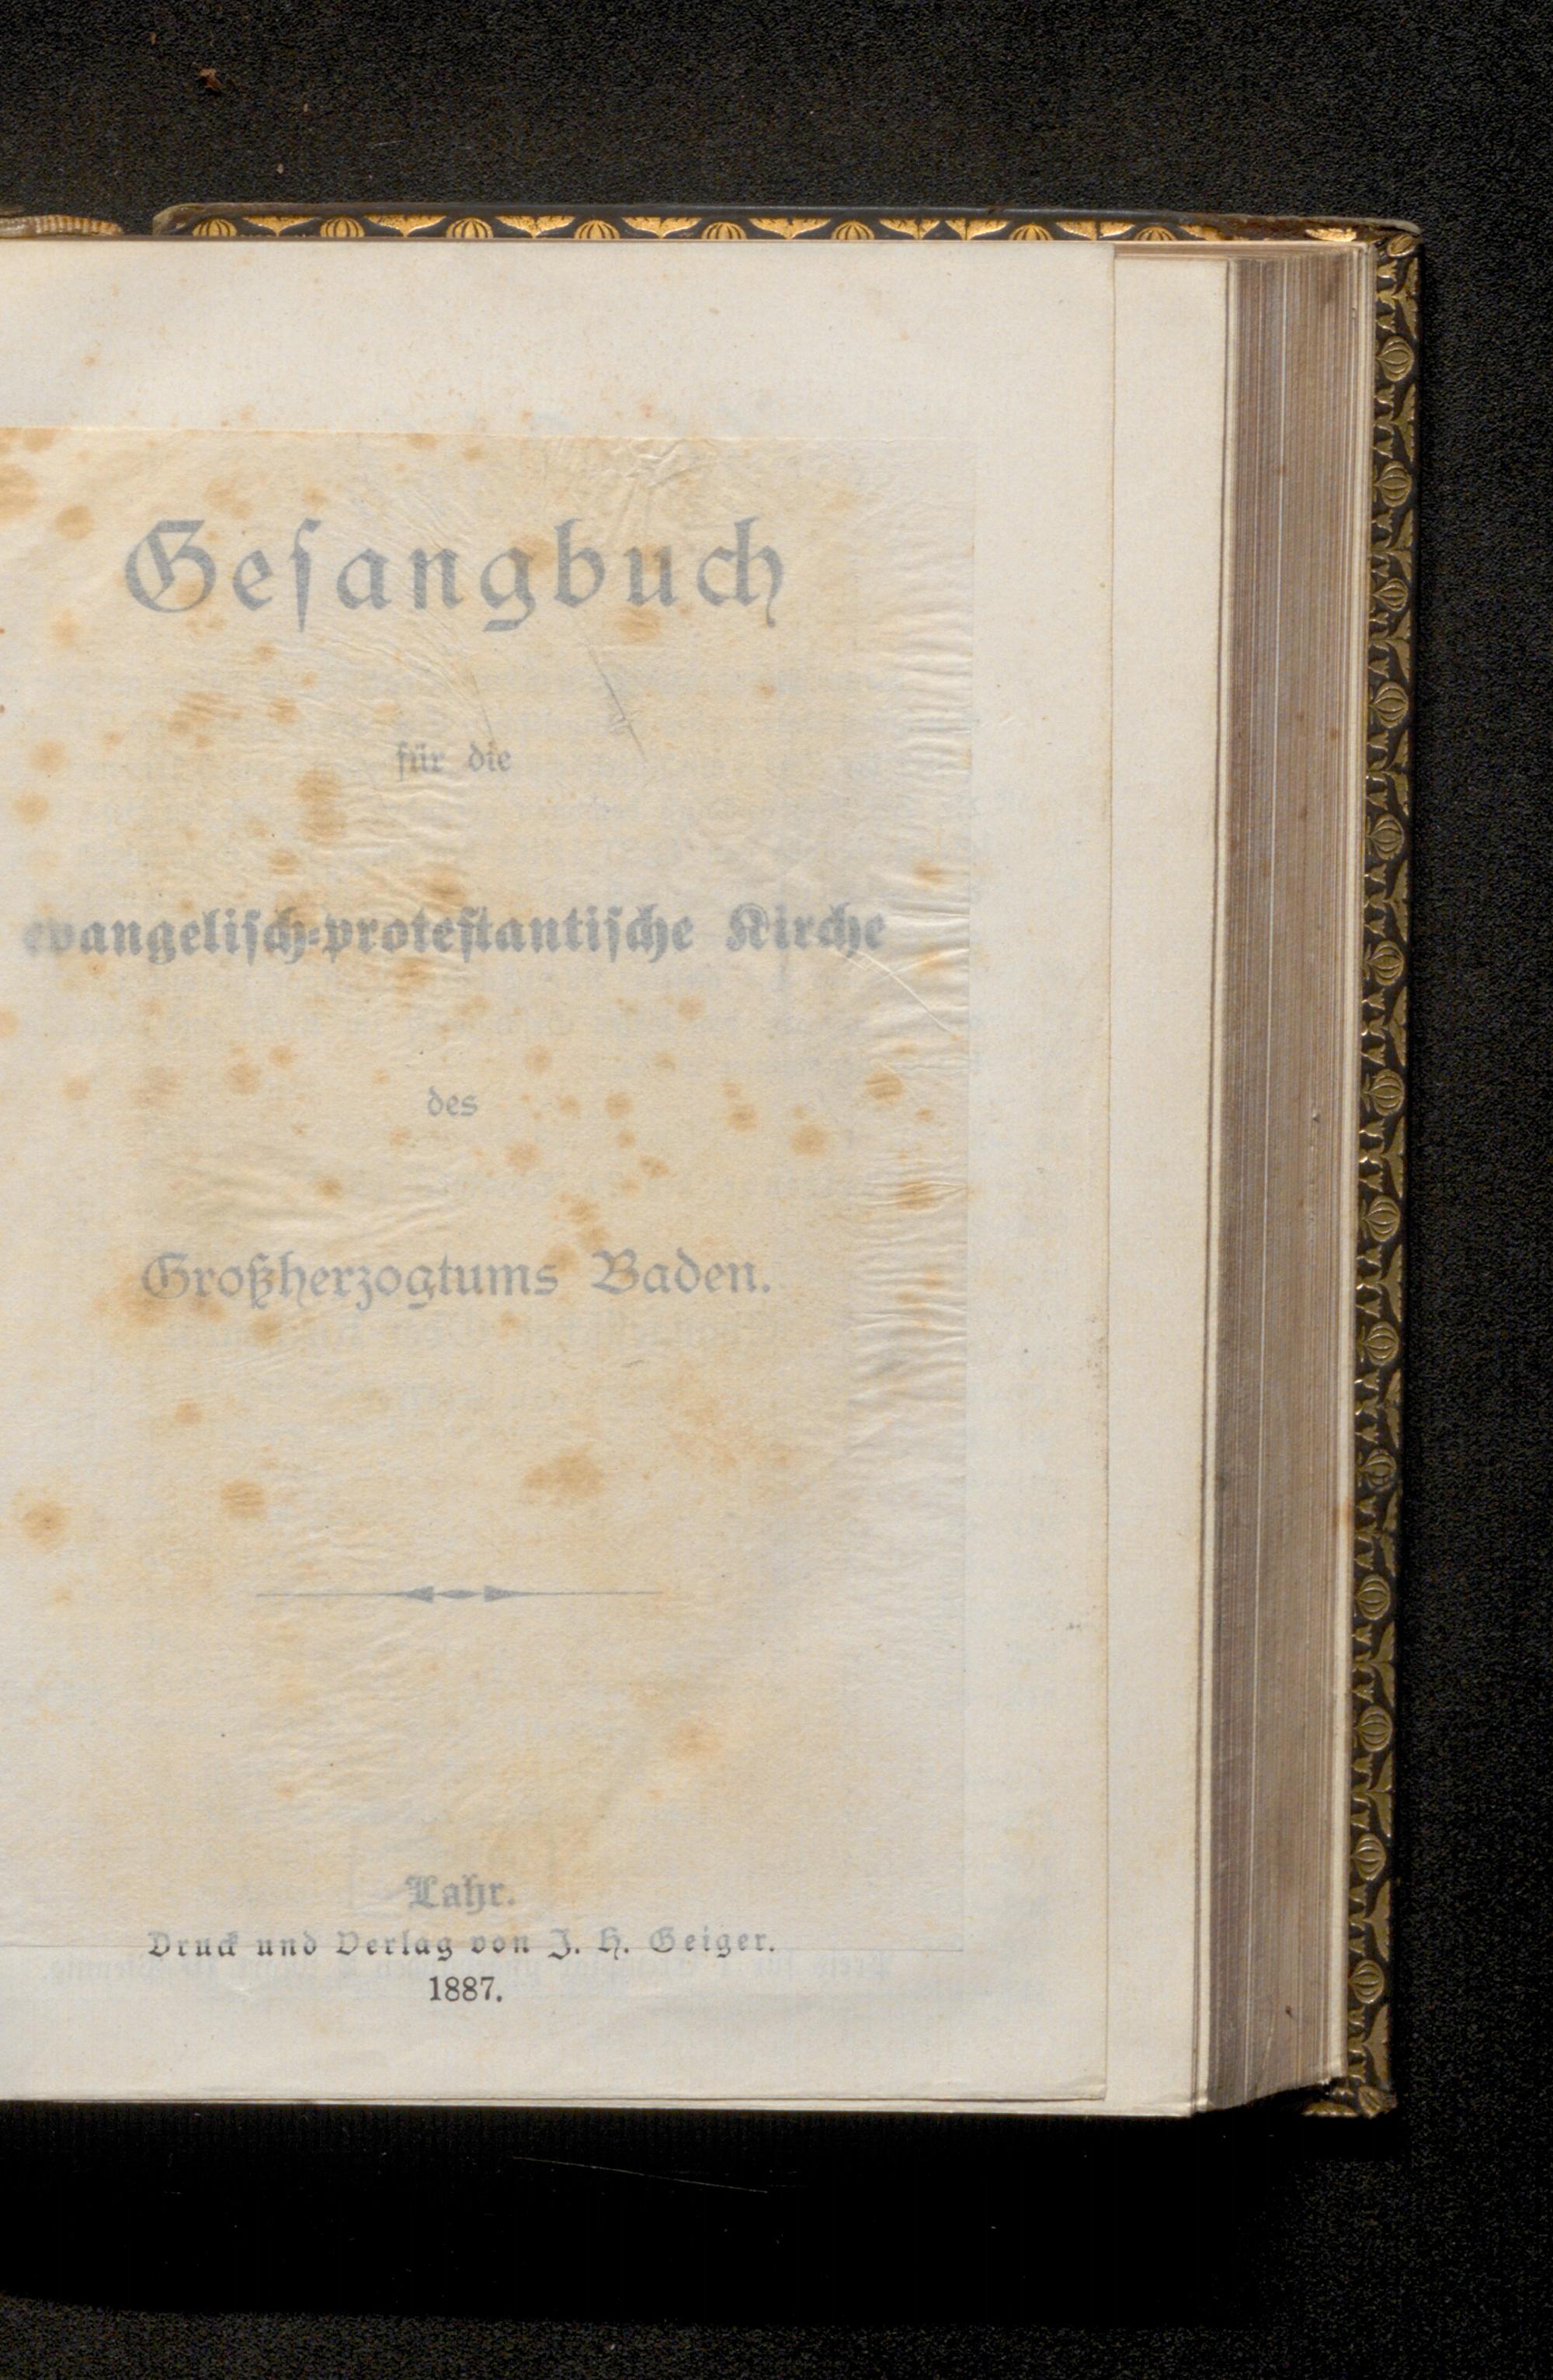 Gesangbuch
für die
evangelisch-protestantische Kirche
des
Großherzogtums Baden.
Lahr.
Druck und Verlag von J. H. Geiger.
1887.